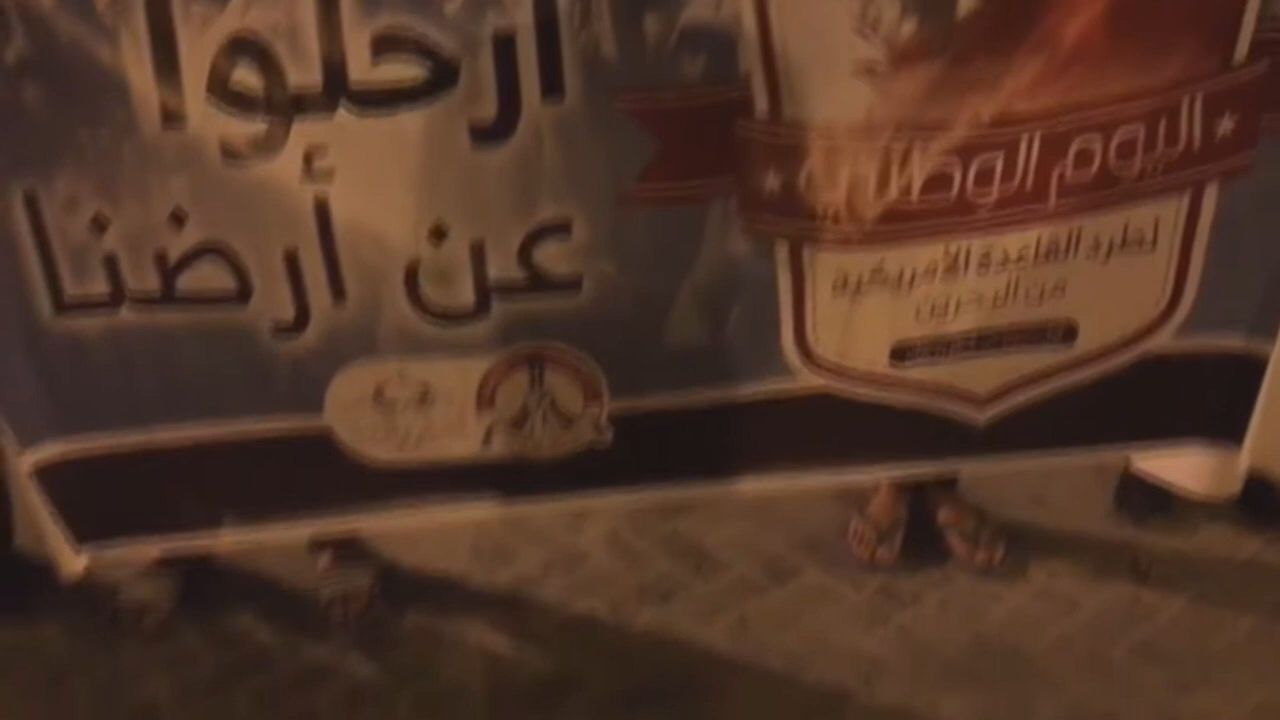 ارحلوا
عن أرضنا
اليوم الوطني
لطرد القاعدة الأمريكية
من البحرين